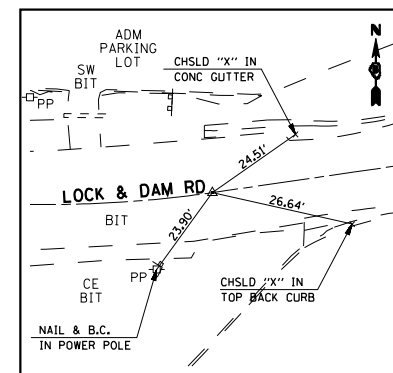 ADM
PARKING
LOT
N
SW
BIT
CHSLD "X" IN
CONC GUTTER
PP
E
24.51'
LOCK & DAM RD
26.64'
23.90'
BIT
PP
CE
BIT
CHSLD "X" IN
TOP BACK CURB
NAIL & B.C.
IN POWER POLE